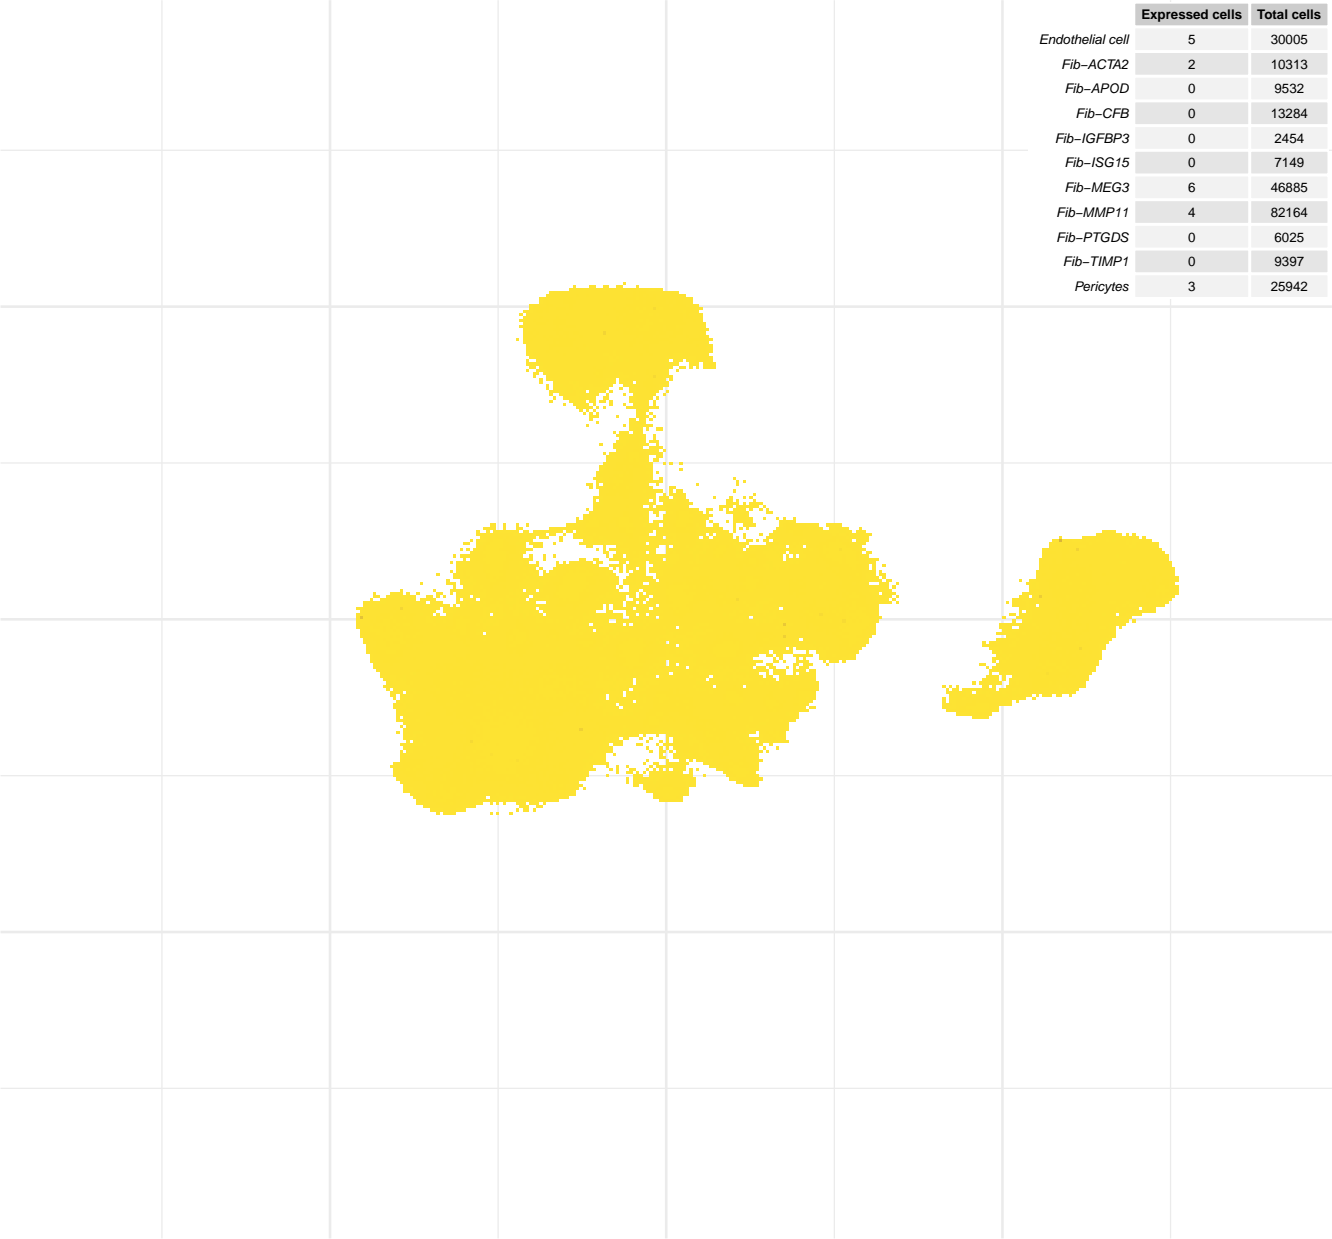 Expressed cells Total cells
Endothelial cell 5 30005
Fib−ACTA2 2 10313
Fib−APOD 0 9532
Fib−CFB 0 13284
Fib−IGFBP3 0 2454
Fib−ISG15 0 7149
Fib−MEG3 6 46885
Fib−MMP11 4 82164
Fib−PTGDS 0 6025
Fib−TIMP1 0 9397
Pericytes 3 25942